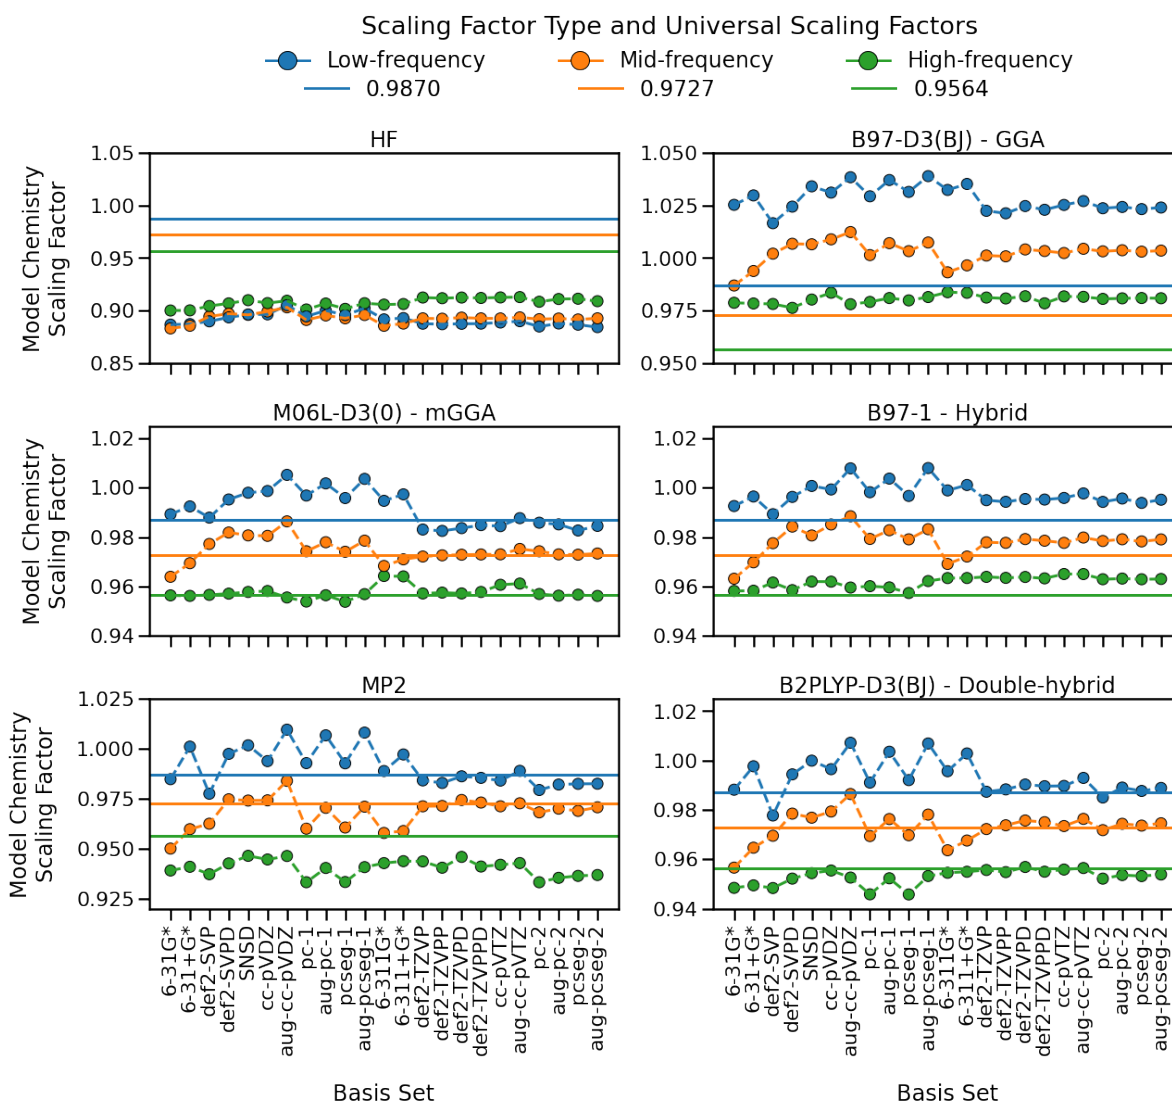 Scaling Factor Type and Universal Scaling Factors
Low-frequency Mid-frequency High-frequency
0.9870 0.9727 0.9564
HF
Model Chemistry
Scaling Factor
1.05
1.00
0.95
0.90
0.85
B97-D3(BJ) - GGA
1.050
1.025
1.000
0.975
0.950
M06L-D3(0) - mGGA
Model Chemistry
Scaling Factor
1.02
1.00
0.98
0.96
0.94
B97-1 - Hybrid
1.02
1.00
0.98
0.96
0.94
MP2
Model Chemistry
Scaling Factor
1.025
1.000
0.975
0.950
0.925
6-31G*
6-31+G*
def2-SVP
def2-SVPD
SNSD
cc-pVDZ
aug-cc-pVDZ
pc-1
aug-pc-1
pcseg-1
aug-pcseg-1
6-311G*
6-311+G*
def2-TZVP
def2-TZVPP
def2-TZVPD
def2-TZVPPD
cc-pVTZ
aug-cc-pVTZ
pc-2
aug-pc-2
pcseg-2
aug-pcseg-2
Basis Set
B2PLYP-D3(BJ) - Double-hybrid
1.02
1.00
0.98
0.96
0.94
6-31G*
6-31+G*
def2-SVP
def2-SVPD
SNSD
cc-pVDZ
aug-cc-pVDZ
pc-1
aug-pc-1
pcseg-1
aug-pcseg-1
6-311G*
6-311+G*
def2-TZVP
def2-TZVPP
def2-TZVPD
def2-TZVPPD
cc-pVTZ
aug-cc-pVTZ
pc-2
aug-pc-2
pcseg-2
aug-pcseg-2
Basis Set